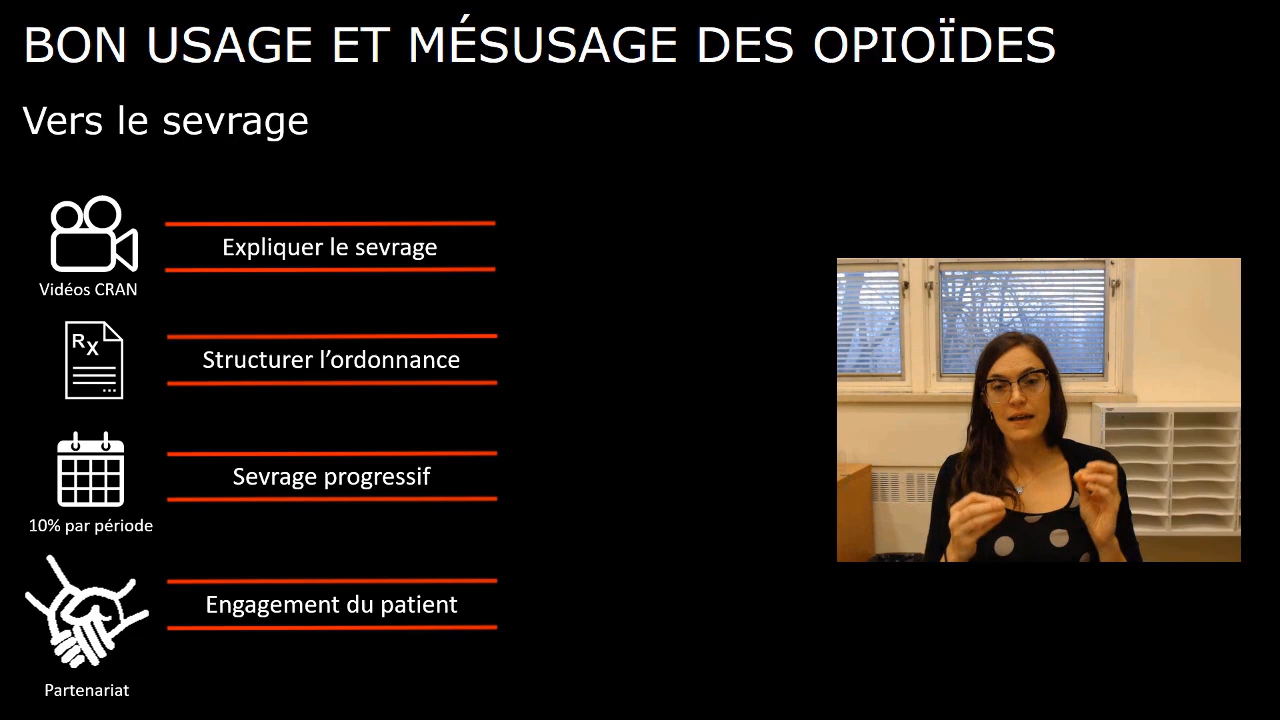 BON USAGE ET MÉSUSAGE DES OPIOÏDES
Vers le sevrage
Expliquer le sevrage
Vidéos CRAN
RX
Structurer l’ordonnance
Sevrage progressif
10% par période
Engagement du patient
Partenariat